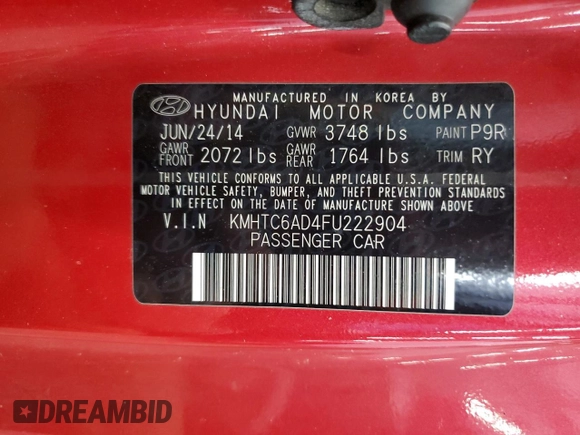 MANUFACTURED IN KOREA BY
HYUNDAI MOTOR COMPANY
JUN/24/14 GVWR 3748 lbs PAINT P9R
GAWR FRONT 2072 lbs GAWR REAR 1764 lbs TRIM RY
THIS VEHICLE CONFORMS TO ALL APPLICABLE U.S.A. FEDERAL
MOTOR VEHICLE SAFETY, BUMPER, AND THEFT PREVENTION STANDARDS
IN EFFECT ON THE DATE OF MANUFACTURE SHOWN ABOVE.
V.I.N KMHTC6AD4FU222904
PASSENGER CAR
DREAMBID